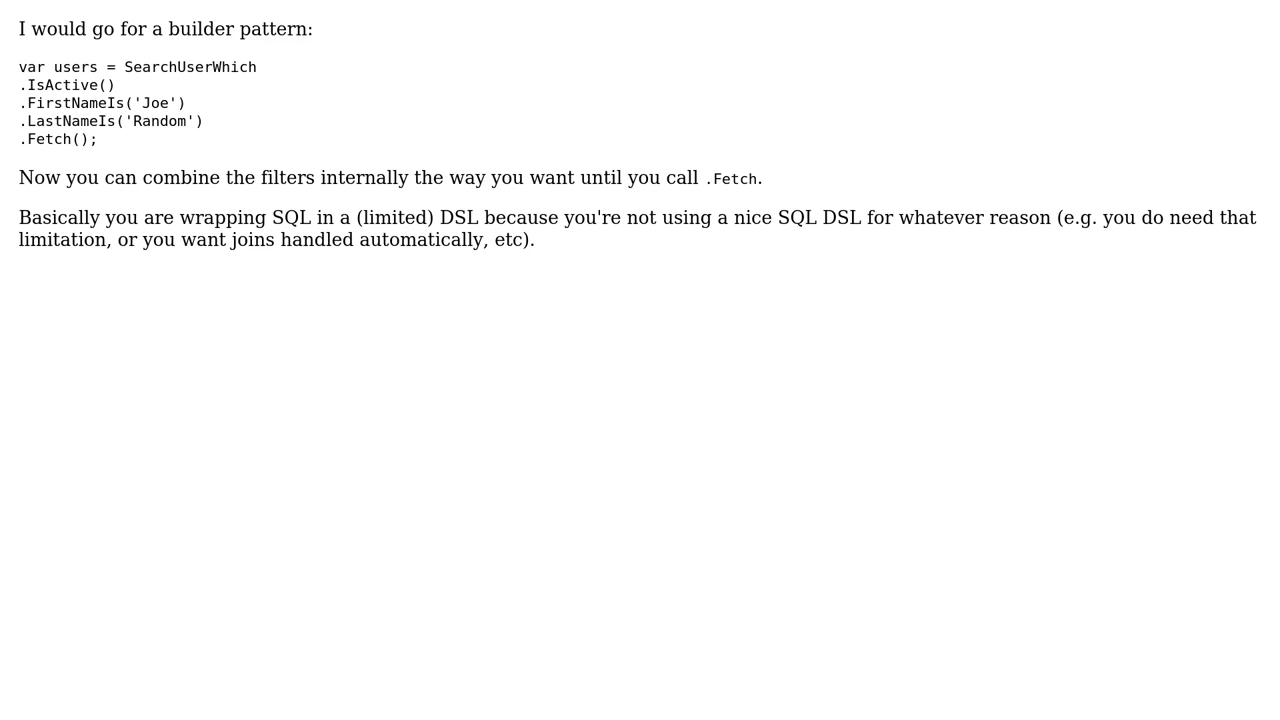 I would go for a builder pattern:
var users = SearchUserWhich
.IsActive()
.FirstNameIs('Joe')
.LastNameIs('Random')
.Fetch();
Now you can combine the filters internally the way you want until you call .Fetch.
Basically you are wrapping SQL in a (limited) DSL because you're not using a nice SQL DSL for whatever reason (e.g. you do need that
limitation, or you want joins handled automatically, etc).